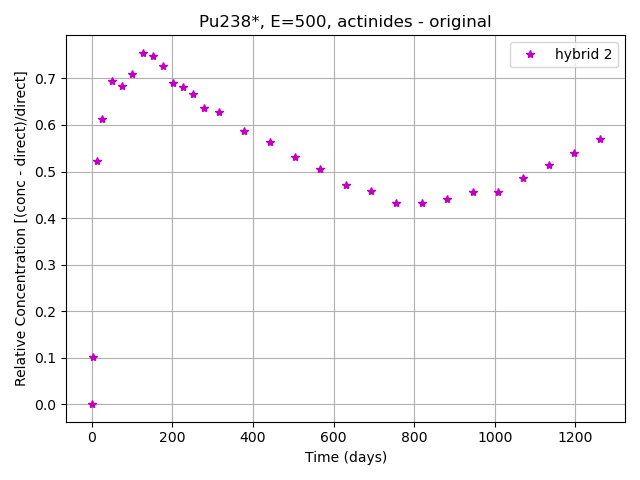 Pu238*, E=500, actinides - original
hybrid 2
Relative Concentration [(conc - direct)/direct]
0.7
0.6
0.5
0.4
0.3
0.2
0.1
0.0
0 200 400 600 800 1000 1200
Time (days)